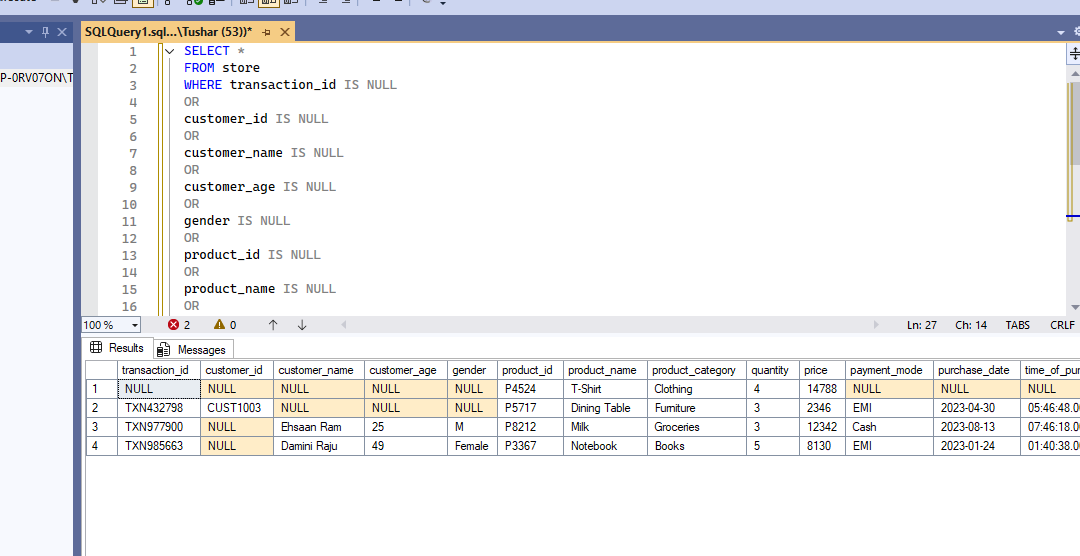 SQLQuery1.sql...\Tushar (53))*
P-0RV07ON\T
1 SELECT *
2 FROM store
3 WHERE transaction_id IS NULL
4 OR
5 customer_id IS NULL
6 OR
7 customer_name IS NULL
8 OR
9 customer_age IS NULL
10 OR
11 gender IS NULL
12 OR
13 product_id IS NULL
14 OR
15 product_name IS NULL
16 OR
100 % 2 0 Ln: 27 Ch: 14 TABS CRLF
Results Messages
transaction_id customer_id customer_name customer_age gender product_id product_name product_category quantity price payment_mode purchase_date time_of_pur
1 NULL NULL NULL NULL NULL P4524 T-Shirt Clothing 4 14788 NULL NULL NULL
2 TXN432798 CUST1003 NULL NULL NULL P5717 Dining Table Furniture 3 2346 EMI 2023-04-30 05:46:48.0
3 TXN977900 NULL Ehsaan Ram 25 M P8212 Milk Groceries 3 12342 Cash 2023-08-13 07:46:18.0
4 TXN985663 NULL Damini Raju 49 Female P3367 Notebook Books 5 8130 EMI 2023-01-24 01:40:38.0